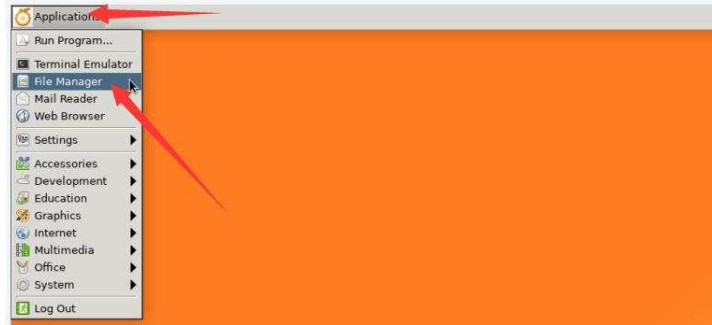 Applications
Run Program...
Terminal Emulator
File Manager
Mail Reader
Web Browser
Settings
Accessories
Development
Education
Graphics
Internet
Multimedia
Office
System
Log Out